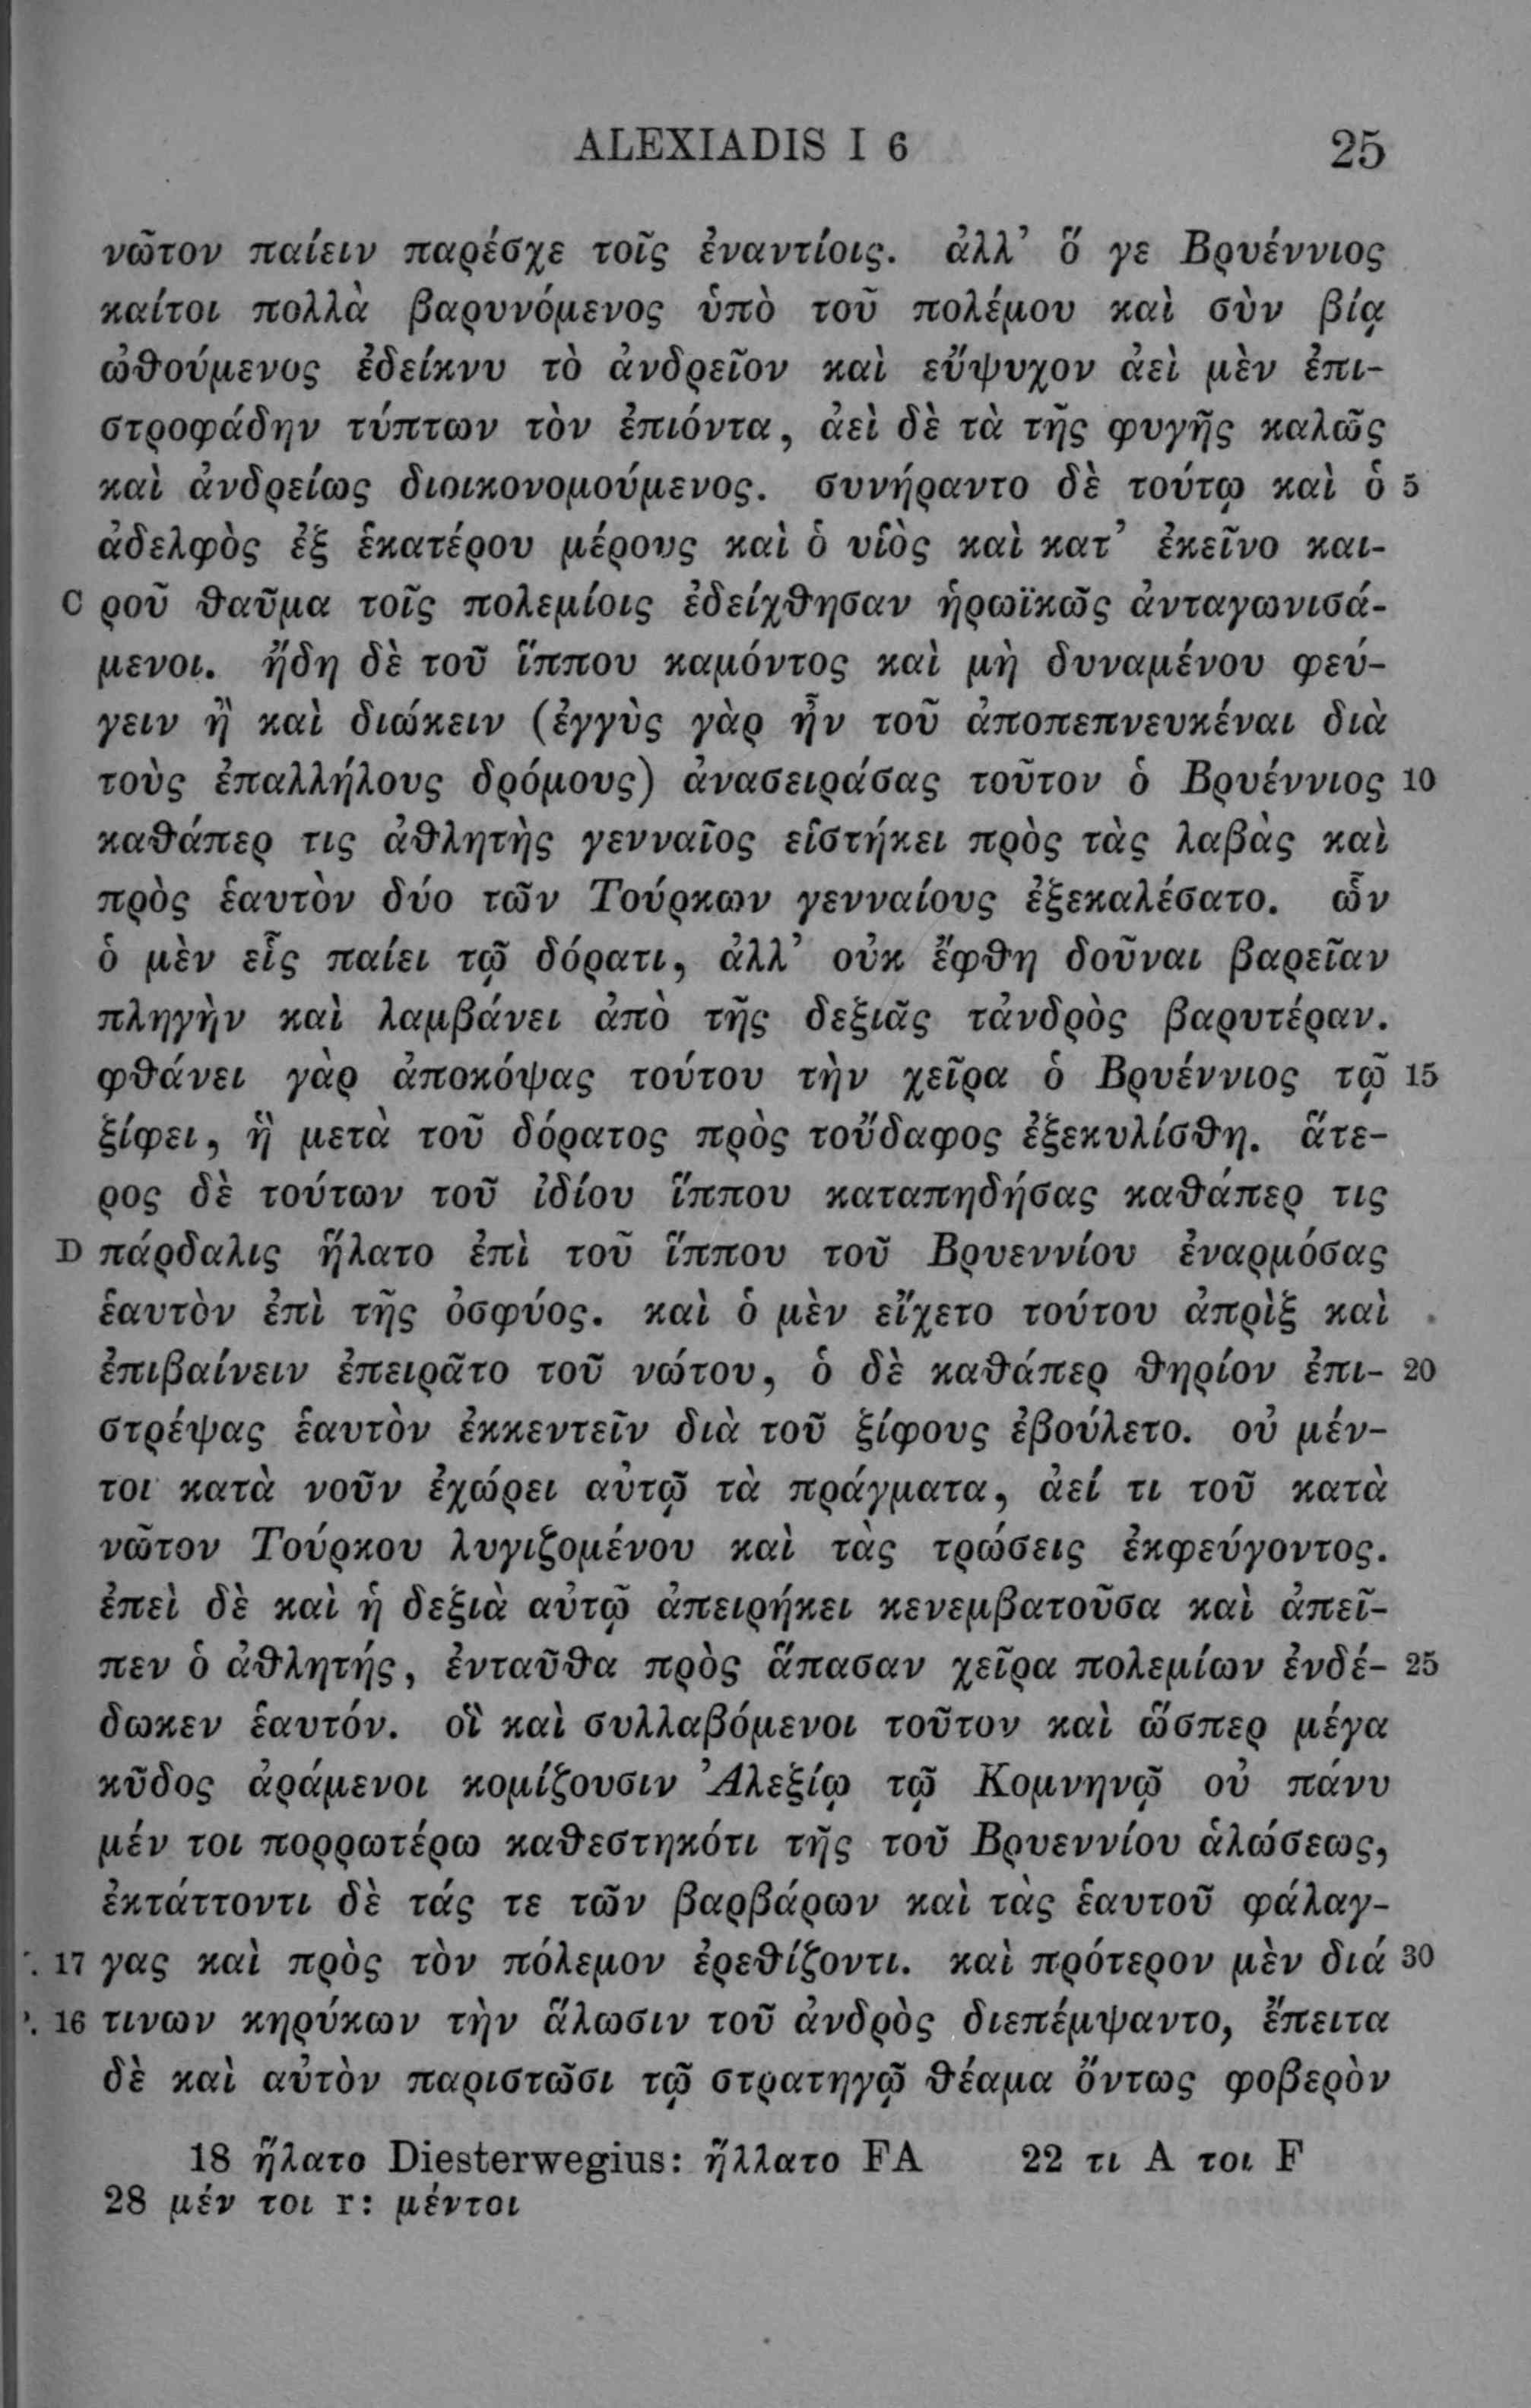 ALEXIADIS I 6 25
νῶτον παίειν παρέσχε τοῖς ἐναντίοις. ἀλλ’ ὅ γε Βρυέννιος
καίτοι πολλὰ βαρυνόμενος ὑπὸ τοῦ πολέμου καὶ σὺν βίᾳ
ὠθούμενος ἐδείκνυ τὸ ἀνδρεῖον καὶ εὔψυχον ἀεὶ μὲν ἐπι-
στροφάδην τύπτων τὸν ἐπιόντα, ἀεὶ δὲ τὰ τῆς φυγῆς καλῶς
καὶ ἀνδρείως διοικονομούμενος. συνήραντο δὲ τούτῳ καὶ ὁ 5
ἀδελφὸς ἐξ ἑκατέρου μέρους καὶ ὁ υἱὸς καὶ κατ’ ἐκεῖνο και-
C ροῦ θαῦμα τοῖς πολεμίοις ἐδείχθησαν ἡρωϊκῶς ἀνταγωνισά-
μενοι. ἤδη δὲ τοῦ ἵππου καμόντος καὶ μὴ δυναμένου φεύ-
γειν ἢ καὶ διώκειν (ἐγγὺς γὰρ ἦν τοῦ ἀποπεπνευκέναι διὰ
τοὺς ἐπαλλήλους δρόμους) ἀνασειράσας τοῦτον ὁ Βρυέννιος 10
καθάπερ τις ἀθλητὴς γενναῖος εἱστήκει πρὸς τὰς λαβὰς καὶ
πρὸς ἑαυτὸν δύο τῶν Τούρκων γενναίους ἐξεκαλέσατο. ὧν
ὁ μὲν εἷς παίει τῷ δόρατι, ἀλλ’ οὐκ ἔφθη δοῦναι βαρεῖαν
πληγὴν καὶ λαμβάνει ἀπὸ τῆς δεξιᾶς τἀνδρὸς βαρυτέραν.
φθάνει γὰρ ἀποκόψας τούτου τὴν χεῖρα ὁ Βρυέννιος τῷ 15
ξίφει, ἣ μετὰ τοῦ δόρατος πρὸς τοὔδαφος ἐξεκυλίσθη. ἅτε-
ρος δὲ τούτων τοῦ ἰδίου ἵππου καταπηδήσας καθάπερ τις
D πάρδαλις ἥλατο ἐπὶ τοῦ ἵππου τοῦ Βρυεννίου ἐναρμόσας
ἑαυτὸν ἐπὶ τῆς ὀσφύος. καὶ ὁ μὲν εἴχετο τούτου ἀπρὶξ καὶ
ἐπιβαίνειν ἐπειρᾶτο τοῦ νώτου, ὁ δὲ καθάπερ θηρίον ἐπι- 20
στρέψας ἑαυτὸν ἐκκεντεῖν διὰ τοῦ ξίφους ἐβούλετο. οὐ μέν-
τοι κατὰ νοῦν ἐχώρει αὐτῷ τὰ πράγματα, ἀεί τι τοῦ κατὰ
νῶτον Τούρκου λυγιζομένου καὶ τὰς τρώσεις ἐκφεύγοντος.
ἐπεὶ δὲ καὶ ἡ δεξιὰ αὐτῷ ἀπειρήκει κενεμβατοῦσα καὶ ἀπεῖ-
πεν ὁ ἀθλητής, ἐνταῦθα πρὸς ἅπασαν χεῖρα πολεμίων ἐνδέ- 25
δωκεν ἑαυτόν. οἳ καὶ συλλαβόμενοι τοῦτον καὶ ὥσπερ μέγα
κῦδος ἀράμενοι κομίζουσιν Ἀλεξίῳ τῷ Κομνηνῷ οὐ πάνυ
μέν τοι πορρωτέρω καθεστηκότι τῆς τοῦ Βρυεννίου ἁλώσεως,
ἐκτάττοντι δὲ τάς τε τῶν βαρβάρων καὶ τὰς ἑαυτοῦ φάλαγ-
. 17 γας καὶ πρὸς τὸν πόλεμον ἐρεθίζοντι. καὶ πρότερον μὲν διά 30
. 16 τινων κηρύκων τὴν ἅλωσιν τοῦ ἀνδρὸς διεπέμψαντο, ἔπειτα
δὲ καὶ αὐτὸν παριστῶσι τῷ στρατηγῷ θέαμα ὄντως φοβερὸν
18 ἥλατο Diesterwegius: ἥλλατο FA 22 τι A τοι F
28 μέν τοι r: μέντοι